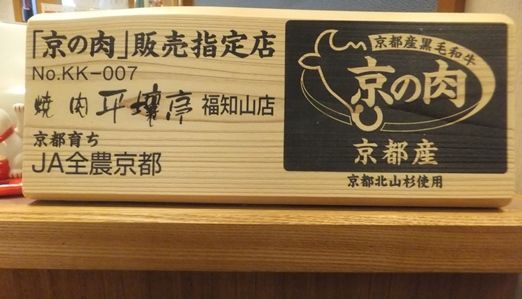 「京の肉」販売指定店
No.KK-007
焼肉 平壌亭 福知山店
京都育ち
JA全農京都
京都産黒毛和牛
京の肉
京都産
京都北山杉使用